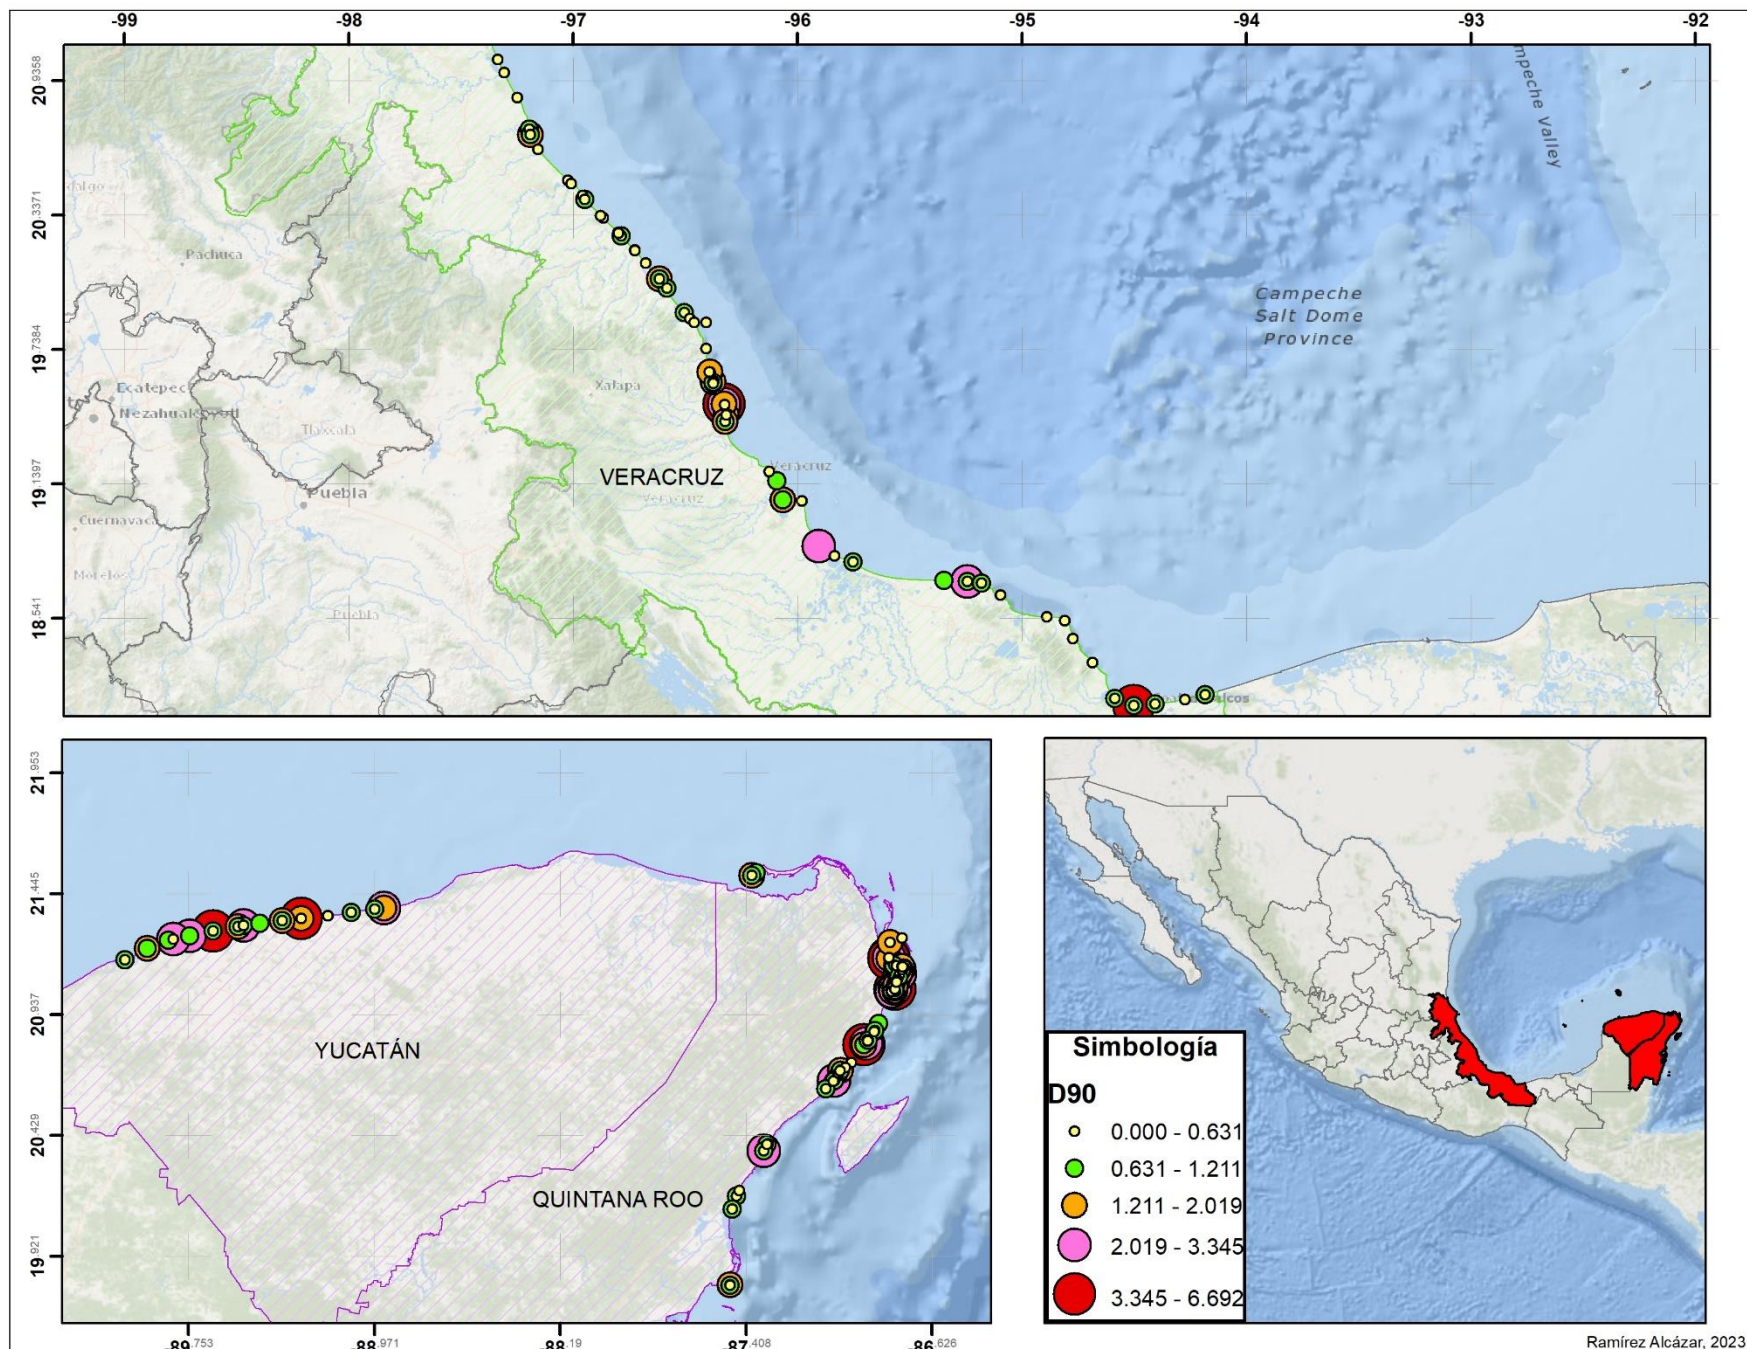 -99
-98
-97
-96
-95
-94
-93
-92
20.9358
20.3371
19.7384
19.1397
18.541
Campeche Valley
Pachuca
Campeche
Salt Dome
Province
Ecatepec
Xalapa
Tlaxcala
VERACRUZ
Veracruz
Veracruz
Puebla
Cuernavaca
Morelos
Puebla
21.953
21.445
20.937
20.429
19.921
YUCATÁN
QUINTANA ROO
-89.753
-88.971
-88.19
-87.408
-86.626
Simbología
D90
0.000 - 0.631
0.631 - 1.211
1.211 - 2.019
2.019 - 3.345
3.345 - 6.692
Ramírez Alcázar, 2023